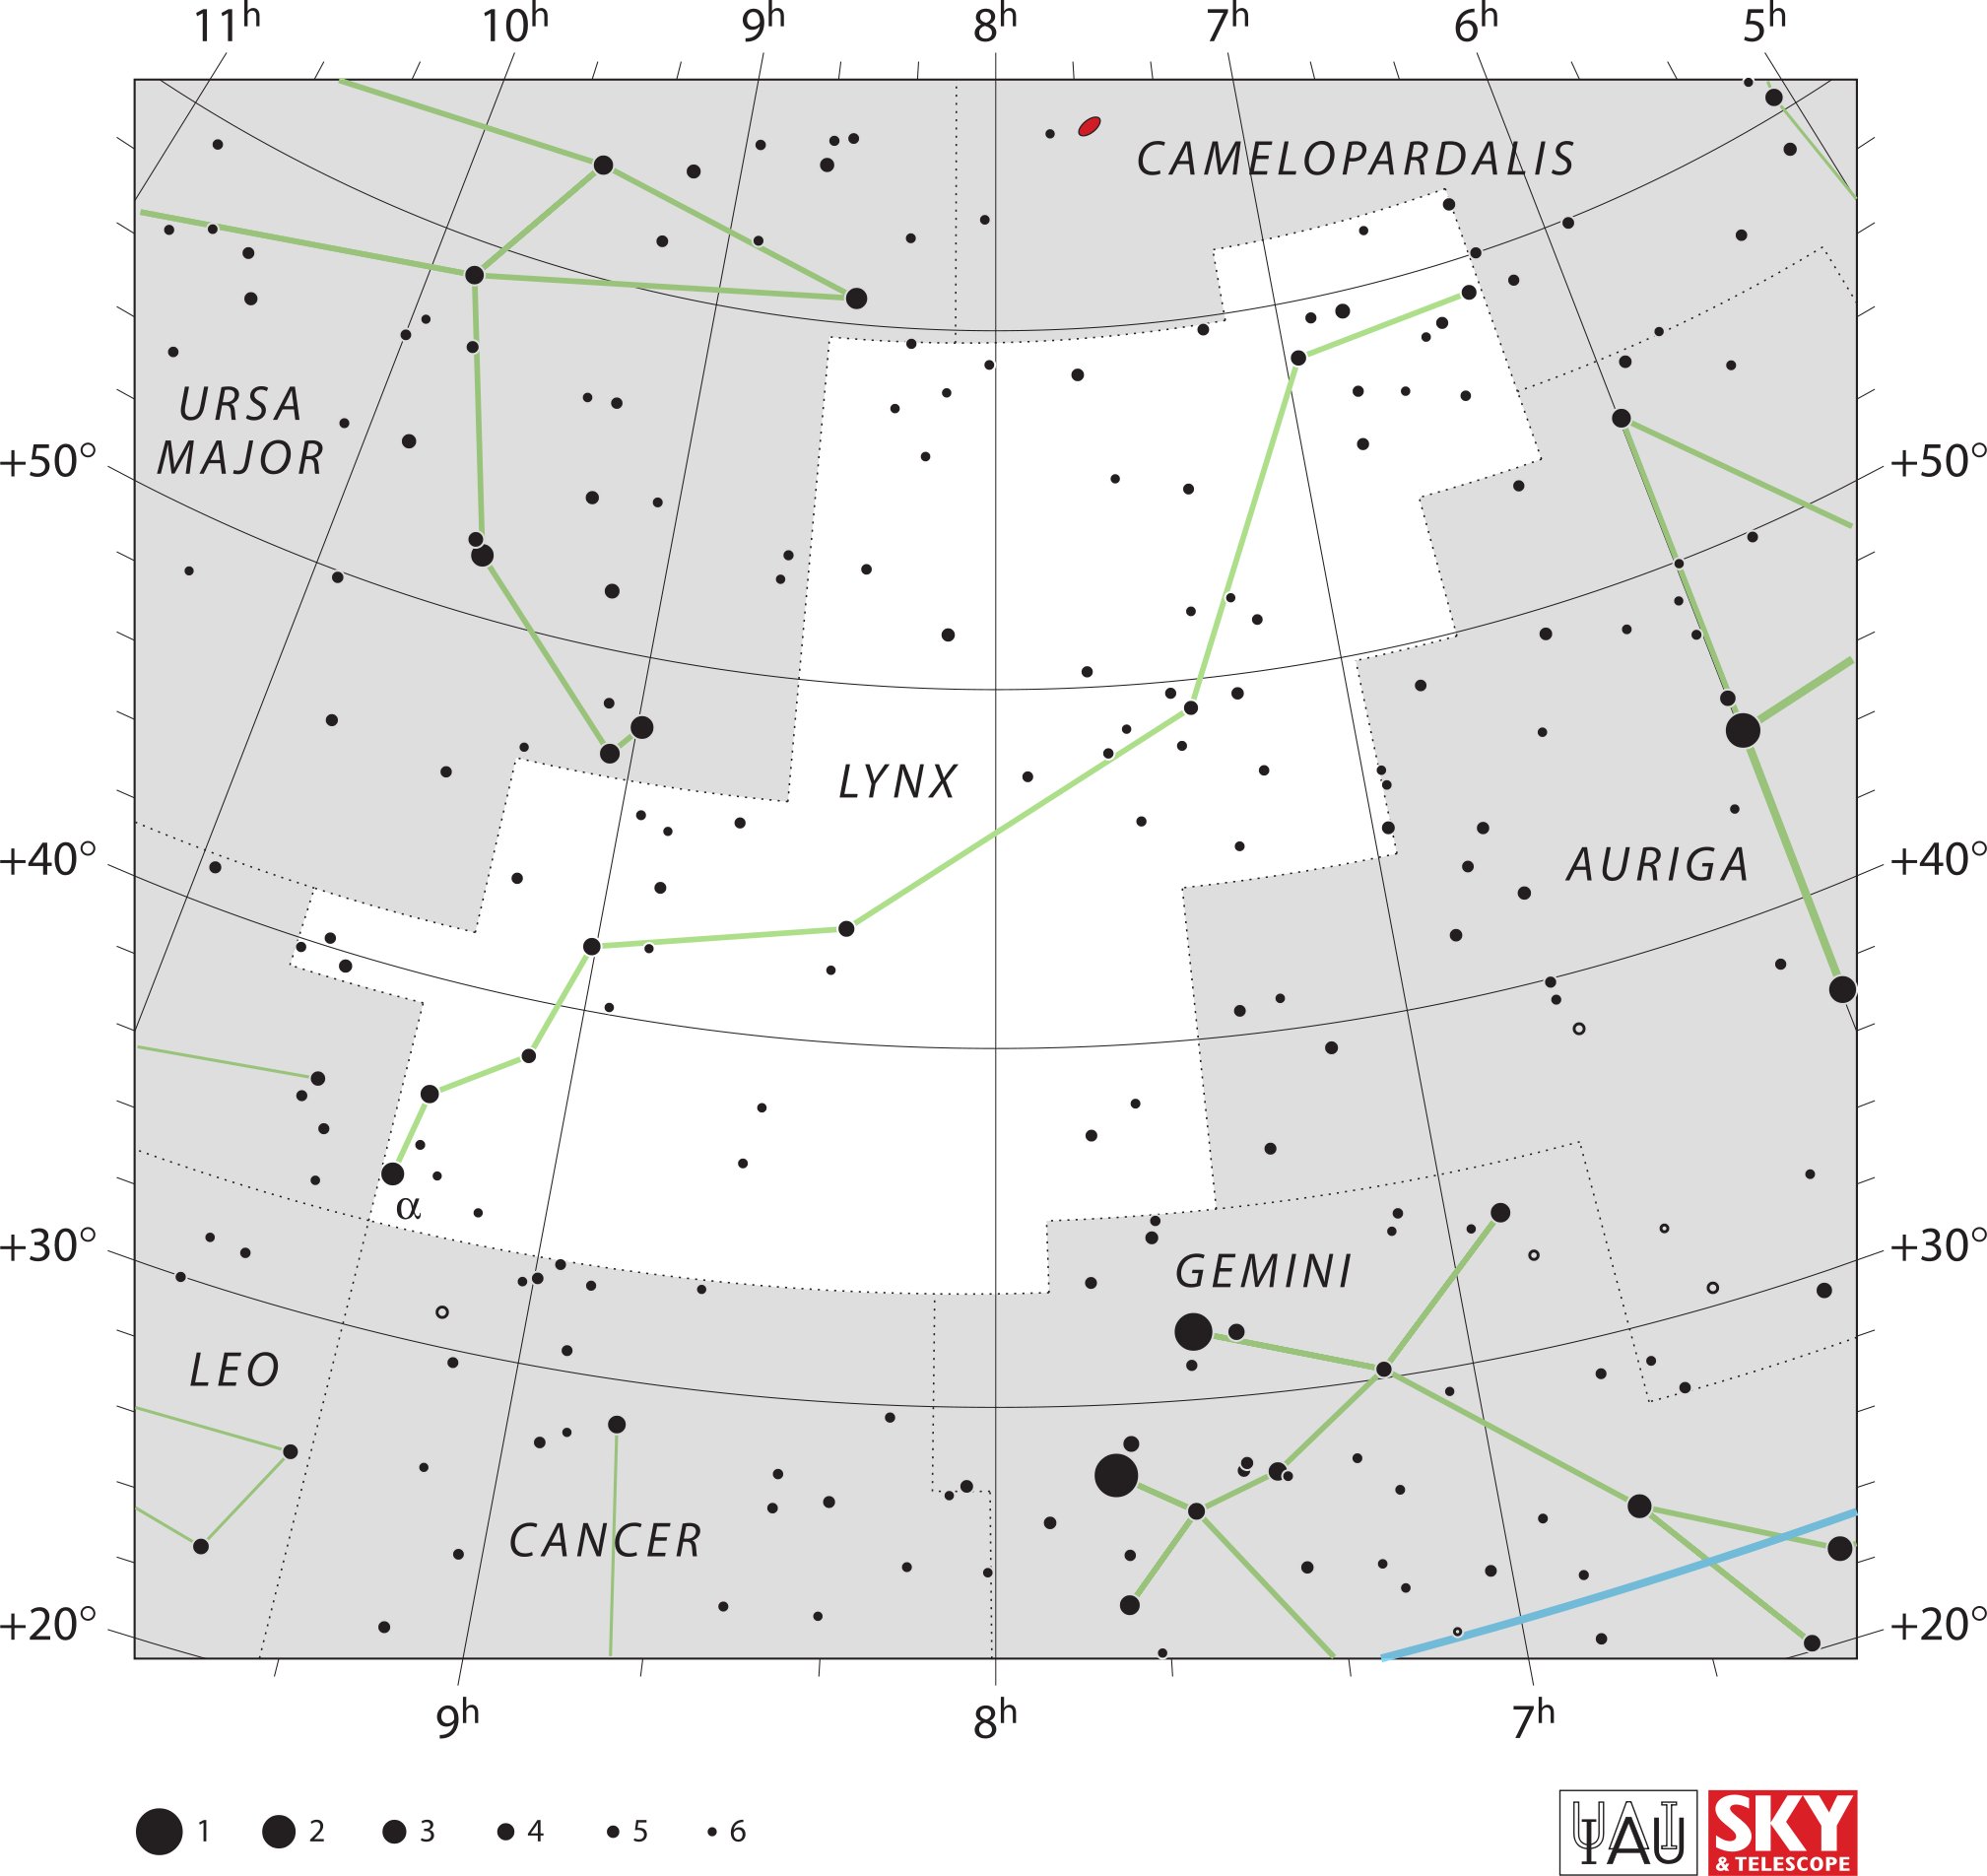 11h 10h 9h 8h 7h 6h 5h
CAMELOPARDALIS
URSA
MAJOR
+50° +50°
LYNX
+40° +40°
AURIGA
α
+30° +30°
GEMINI
LEO
CANCER
+20° +20°
9h 8h 7h
1 2 3 4 5 6
IAU
SKY
& TELESCOPE